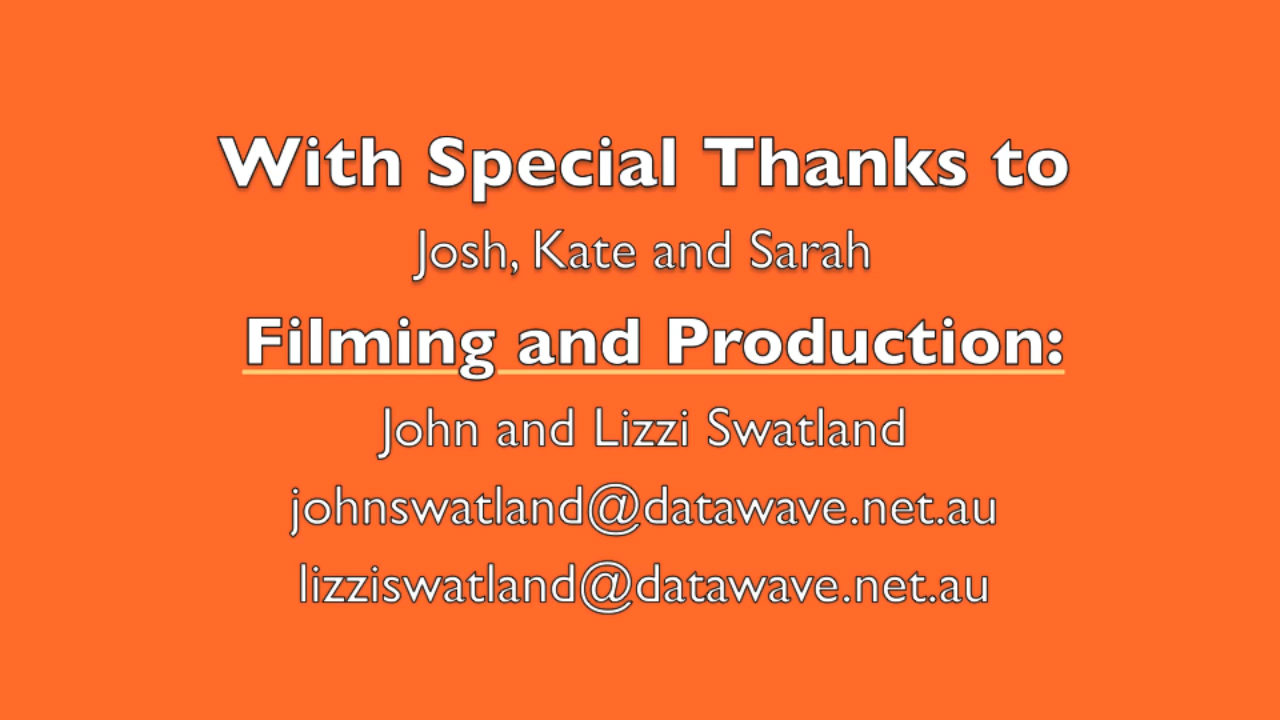 With Special Thanks to
Josh, Kate and Sarah
Filming and Production:
John and Lizzi Swatland
johnswatland@datawave.net.au
lizziswatland@datawave.net.au